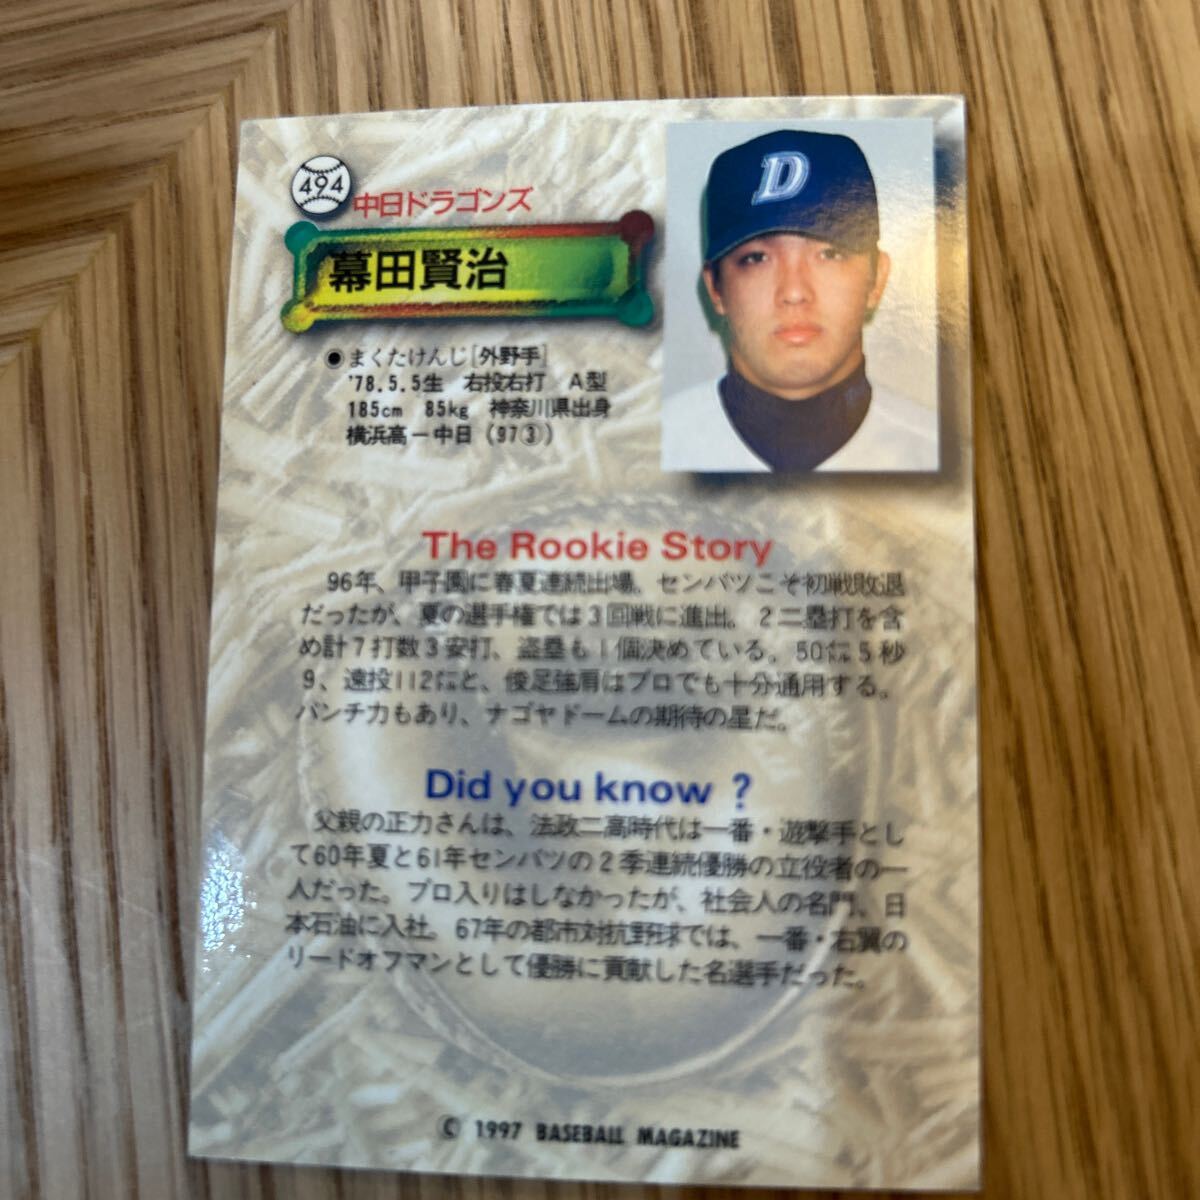 494
中日ドラゴンズ
D
幕田賢治
●まくたけんじ[外野手]
'78.5.5生 右投右打 A型
185cm 85kg 神奈川県出身
横浜高－中日（97③）
The Rookie Story
96年、甲子園に春夏連続出場。センバツこそ初戦敗退
だったが、夏の選手権では３回戦に進出。２二塁打を含
め計７打数３安打、盗塁も１個決めている。50㍍５秒
９、遠投112㍍と、俊足強肩はプロでも十分通用する。
パンチ力もあり、ナゴヤドームの期待の星だ。
Did you know ?
父親の正力さんは、法政二高時代は一番・遊撃手とし
て60年夏と61年センバツの２季連続優勝の立役者の一
人だった。プロ入りはしなかったが、社会人の名門、日
本石油に入社。67年の都市対抗野球では、一番・右翼の
リードオフマンとして優勝に貢献した名選手だった。
© 1997 BASEBALL MAGAZINE